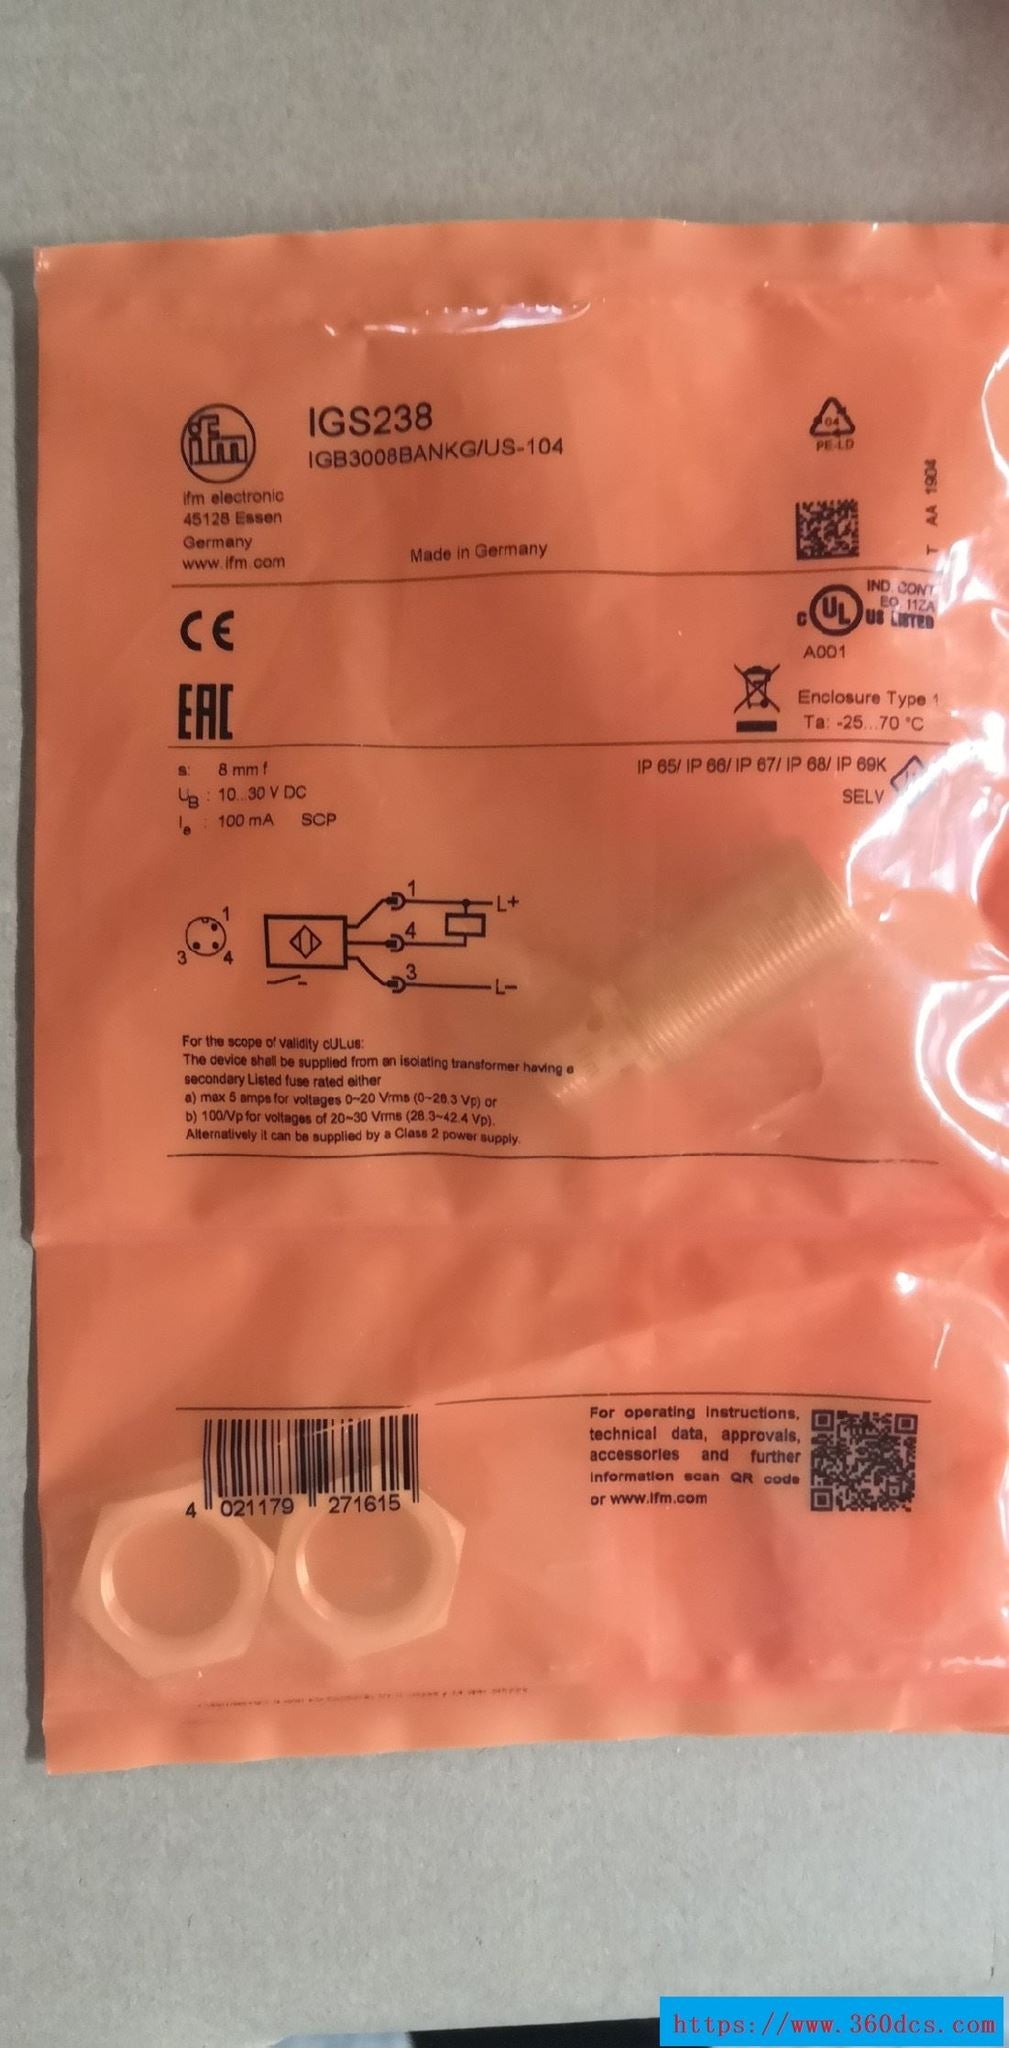 ifm
IGS238
IGB3008BANKG/US-104
ifm electronic
45128 Essen
Germany
www.ifm.com
Made in Germany
04
PE-LD
T AA 1904
CE
EAC
c UL US LISTED
IND. CONT
EQ. 11ZA
A001
Enclosure Type 1
Ta: -25...70 °C
s: 8 mm f
UB : 10...30 V DC
Ie : 100 mA SCP
IP 65/ IP 66/ IP 67/ IP 68/ IP 69K
SELV
1
3 4
1
4
3
L+
L-
For the scope of validity cULus:
The device shall be supplied from an isolating transformer having a
secondary Listed fuse rated either
a) max 5 amps for voltages 0~20 Vrms (0~28.3 Vp) or
b) 100/Vp for voltages of 20~30 Vrms (28.3~42.4 Vp).
Alternatively it can be supplied by a Class 2 power supply.
4 021179 271615
For operating instructions,
technical data, approvals,
accessories and further
information scan QR code
or www.ifm.com
https://www.360dcs.com